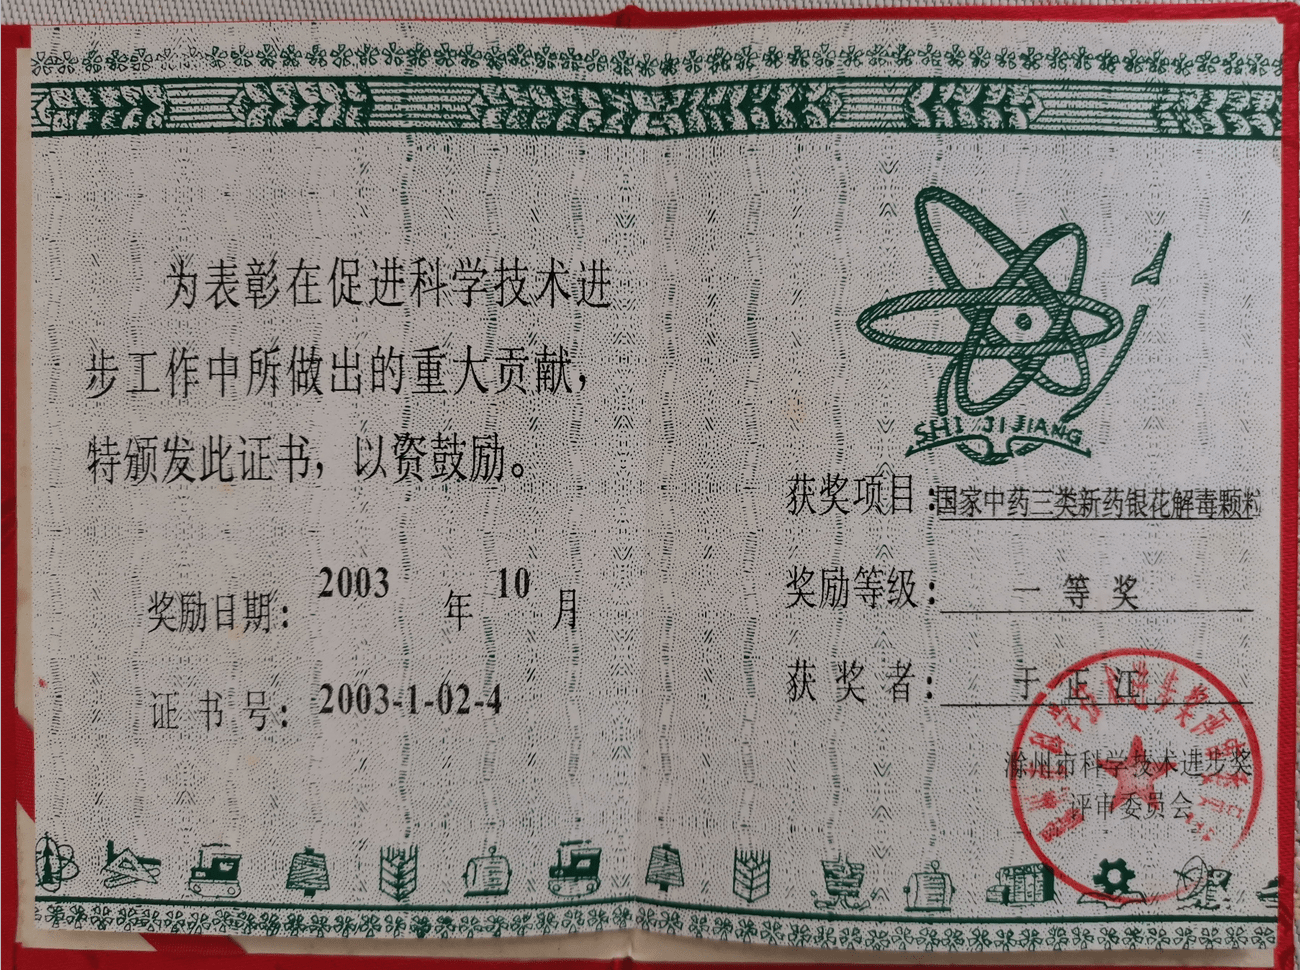 为表彰在促进科学技术进
步工作中所做出的重大贡献，
特颁发此证书，以资鼓励。
奖励日期： 2003 年 10 月
证书号： 2003-1-02-4
SHI JI JIANG
获奖项目：国家中药三类新药银花解毒颗粒
奖励等级： 一等奖
获奖者： 于正江
滁州市科学技术进步奖
评审委员会